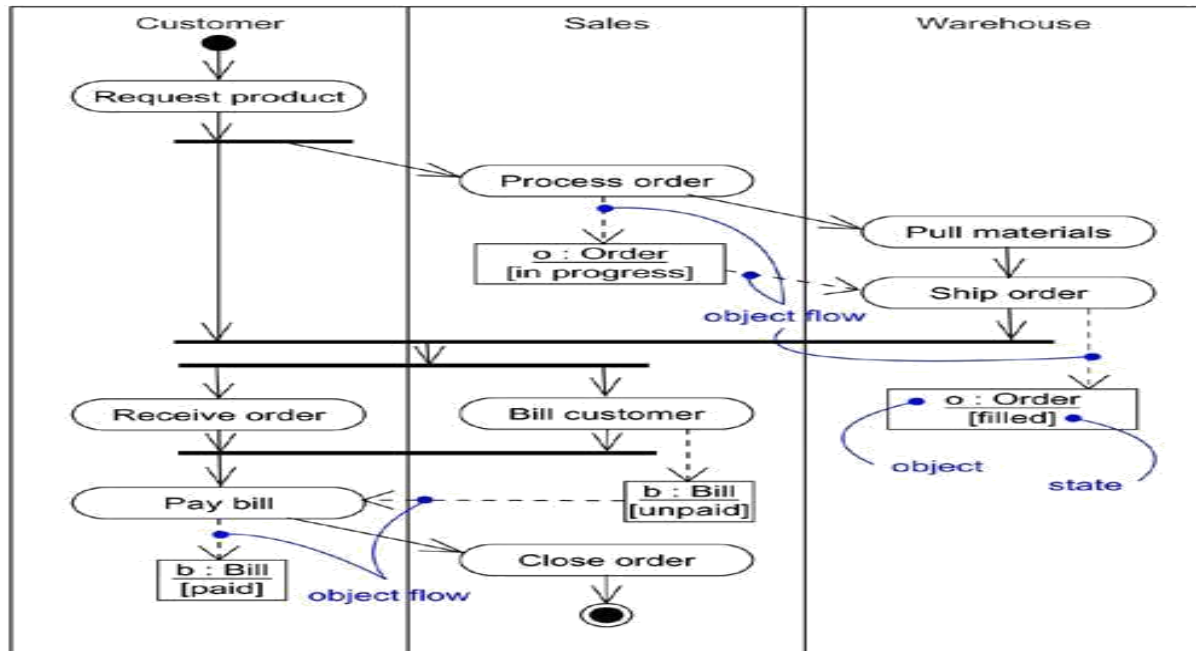 Customer
Sales
Warehouse
Request product
Process order
Pull materials
o : Order
[in progress]
Ship order
object flow
Receive order
Bill customer
o : Order
[filled]
object
state
Pay bill
b : Bill
[unpaid]
Close order
b : Bill
[paid]
object flow